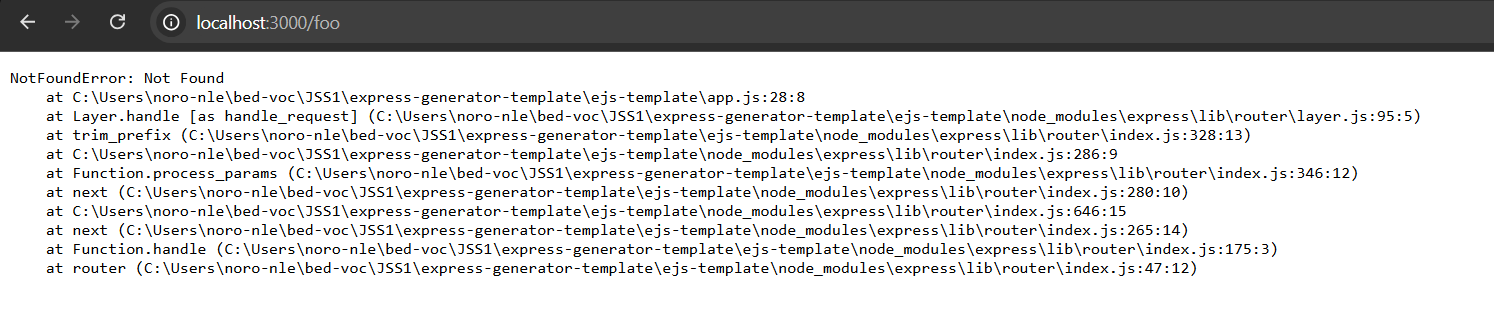 localhost:3000/foo
NotFoundError: Not Found
    at C:\Users\noro-nle\bed-voc\JSS1\express-generator-template\ejs-template\app.js:28:8
    at Layer.handle [as handle_request] (C:\Users\noro-nle\bed-voc\JSS1\express-generator-template\ejs-template\node_modules\express\lib\router\layer.js:95:5)
    at trim_prefix (C:\Users\noro-nle\bed-voc\JSS1\express-generator-template\ejs-template\node_modules\express\lib\router\index.js:328:13)
    at C:\Users\noro-nle\bed-voc\JSS1\express-generator-template\ejs-template\node_modules\express\lib\router\index.js:286:9
    at Function.process_params (C:\Users\noro-nle\bed-voc\JSS1\express-generator-template\ejs-template\node_modules\express\lib\router\index.js:346:12)
    at next (C:\Users\noro-nle\bed-voc\JSS1\express-generator-template\ejs-template\node_modules\express\lib\router\index.js:280:10)
    at C:\Users\noro-nle\bed-voc\JSS1\express-generator-template\ejs-template\node_modules\express\lib\router\index.js:646:15
    at next (C:\Users\noro-nle\bed-voc\JSS1\express-generator-template\ejs-template\node_modules\express\lib\router\index.js:265:14)
    at Function.handle (C:\Users\noro-nle\bed-voc\JSS1\express-generator-template\ejs-template\node_modules\express\lib\router\index.js:175:3)
    at router (C:\Users\noro-nle\bed-voc\JSS1\express-generator-template\ejs-template\node_modules\express\lib\router\index.js:47:12)